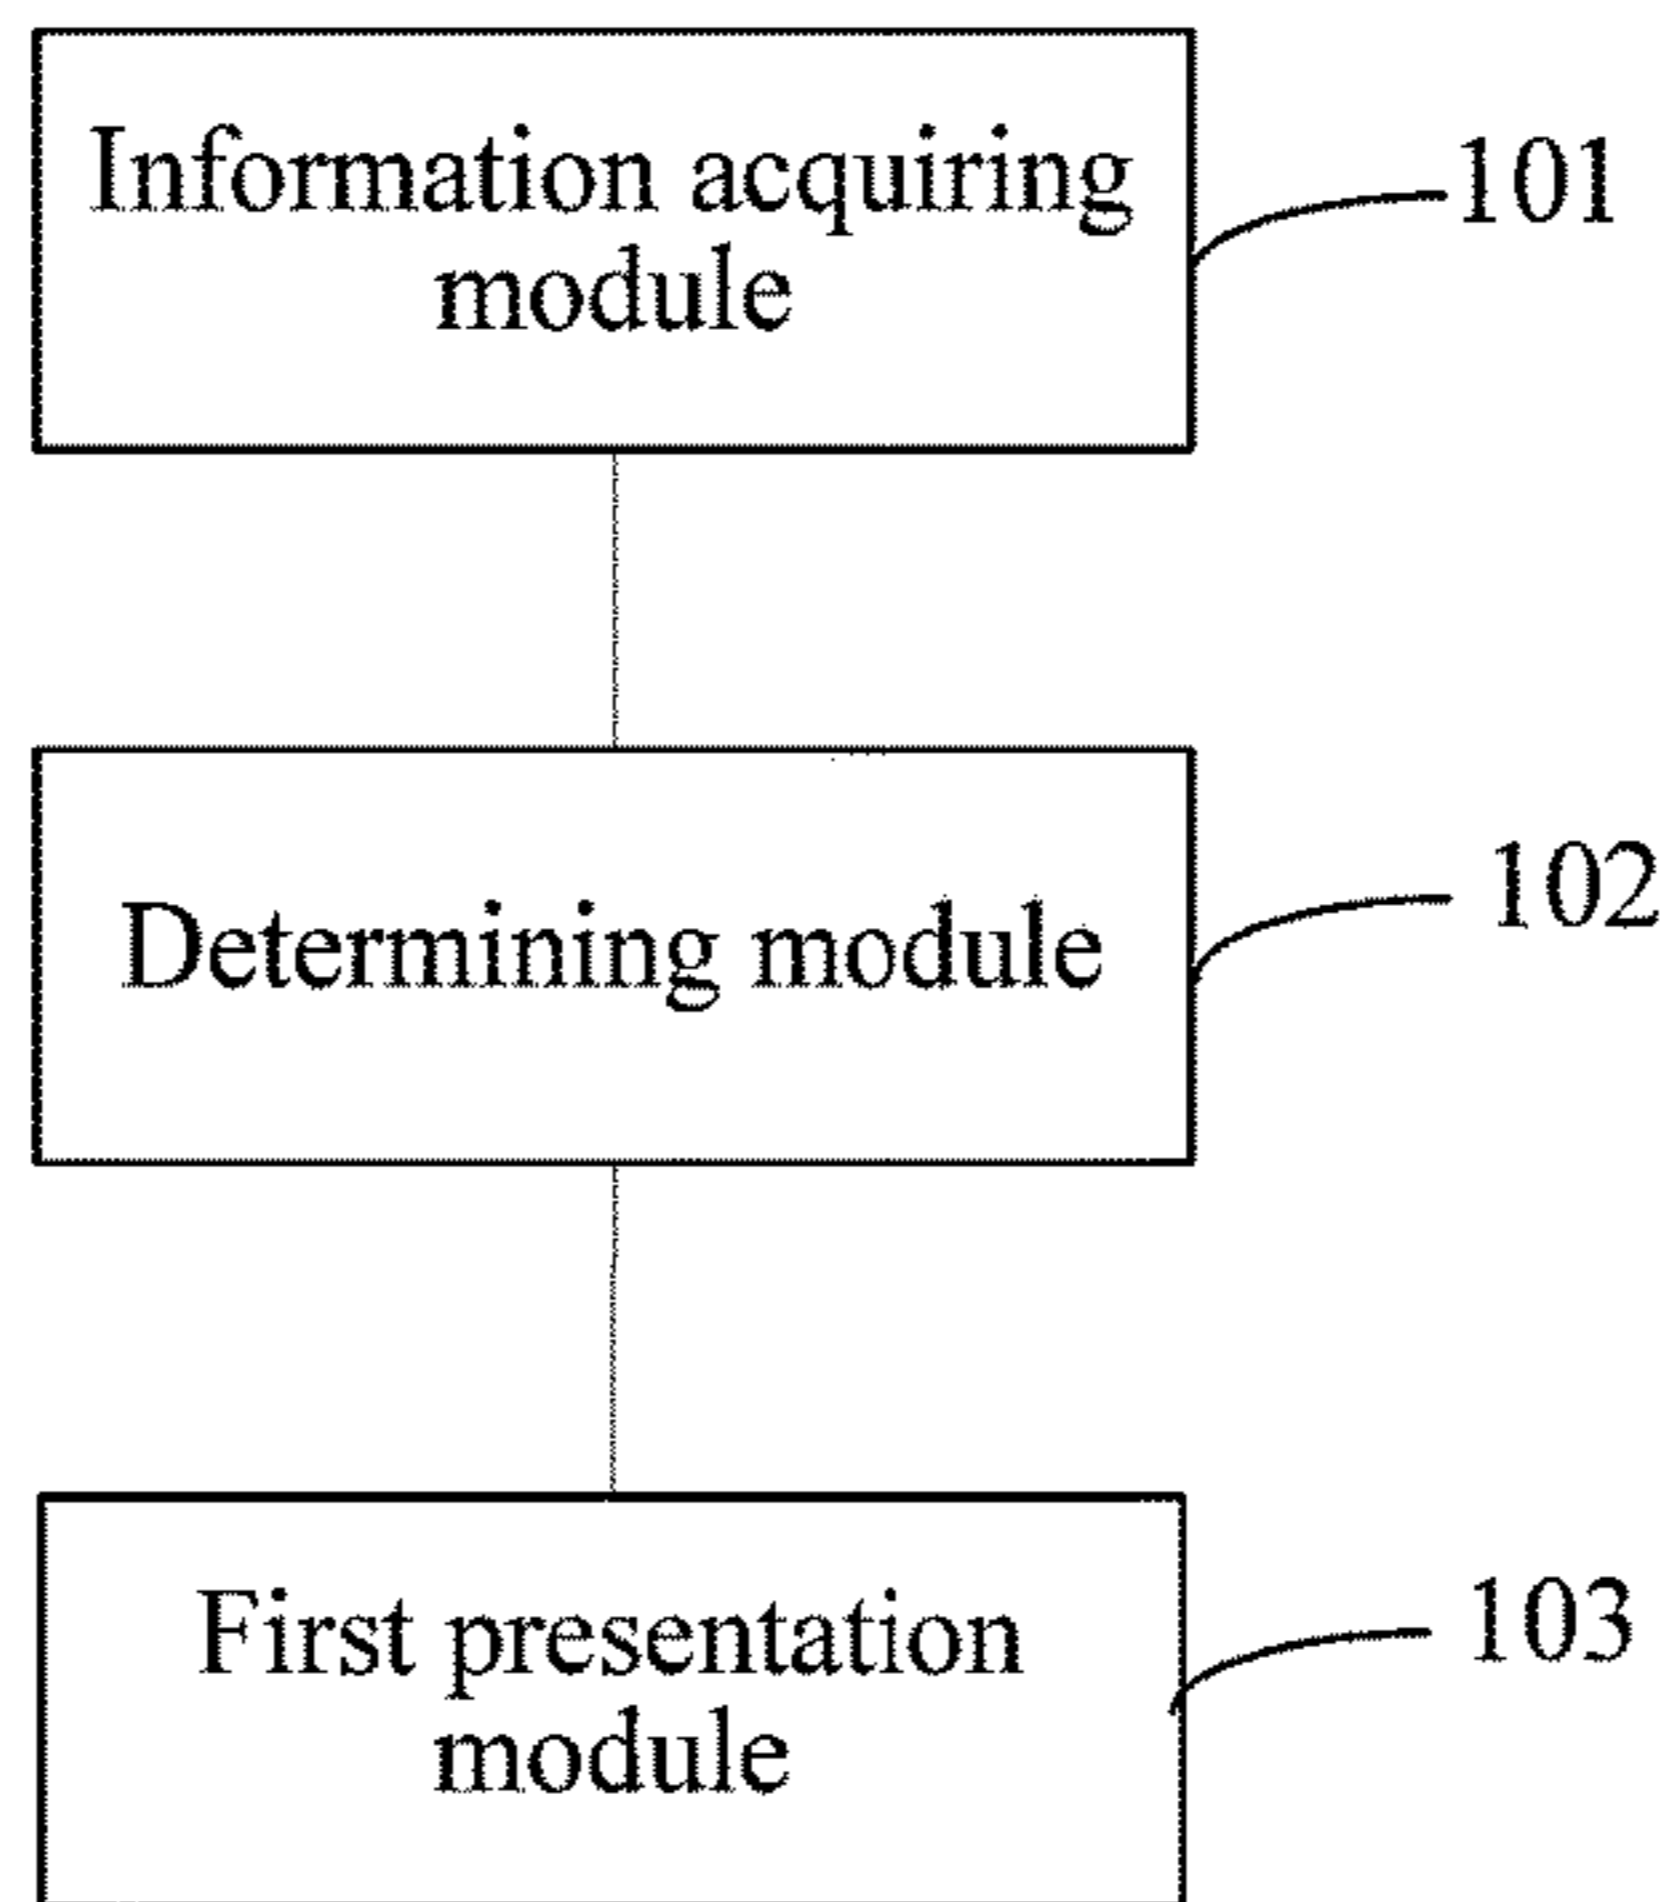 Information acquiring
module
101
Determining module
102
First presentation
module
103